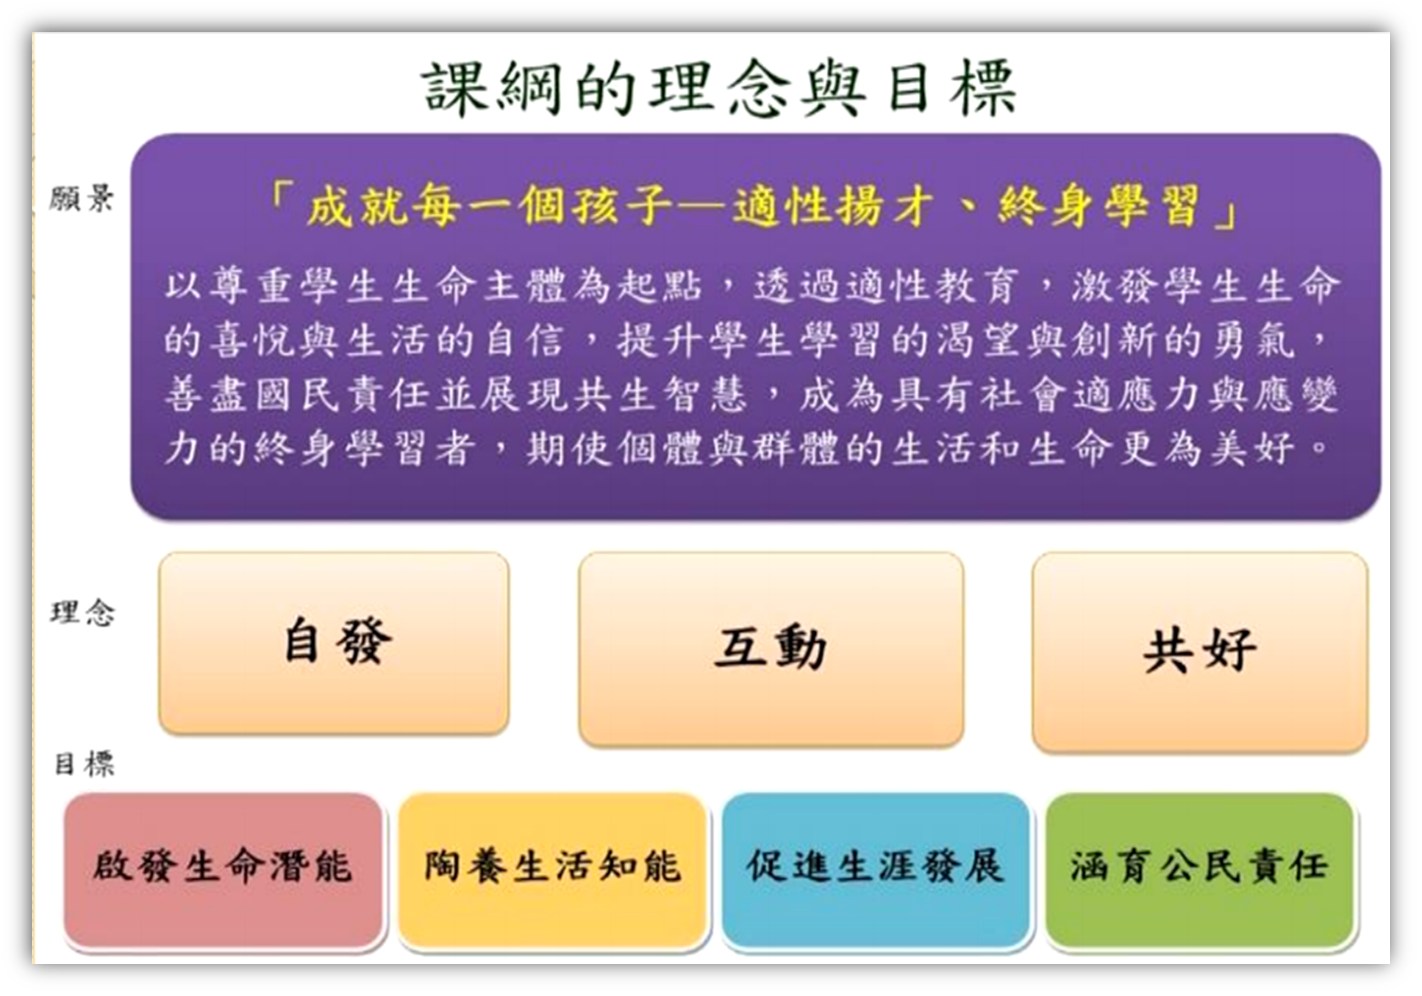 課綱的理念與目標
願景
「成就每一個孩子—適性揚才、終身學習」
以尊重學生生命主體為起點，透過適性教育，激發學生生命
的喜悅與生活的自信，提升學生學習的渴望與創新的勇氣，
善盡國民責任並展現共生智慧，成為具有社會適應力與應變
力的終身學習者，期使個體與群體的生活和生命更為美好。
理念
自發
互動
共好
目標
啟發生命潛能
陶養生活知能
促進生涯發展
涵育公民責任